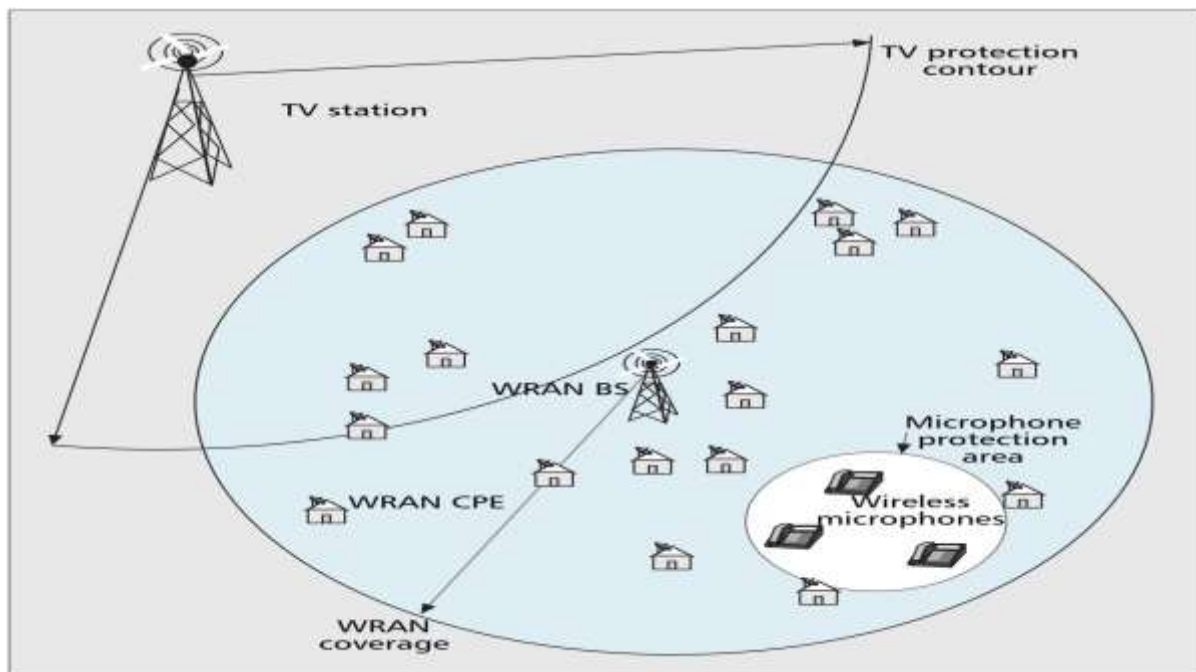 TV protection
contour
TV station
WRAN BS
Microphone
protection
area
WRAN CPE
Wireless
microphones
WRAN
coverage